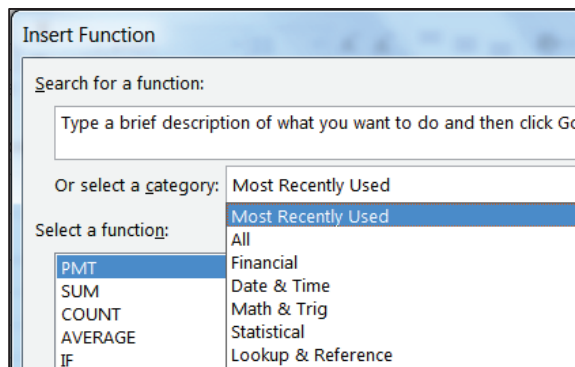 Insert Function
Search for a function:
Type a brief description of what you want to do and then click Go
Or select a category: Most Recently Used
Most Recently Used
All
Financial
Date & Time
Math & Trig
Statistical
Lookup & Reference
Select a function:
PMT
SUM
COUNT
AVERAGE
IF